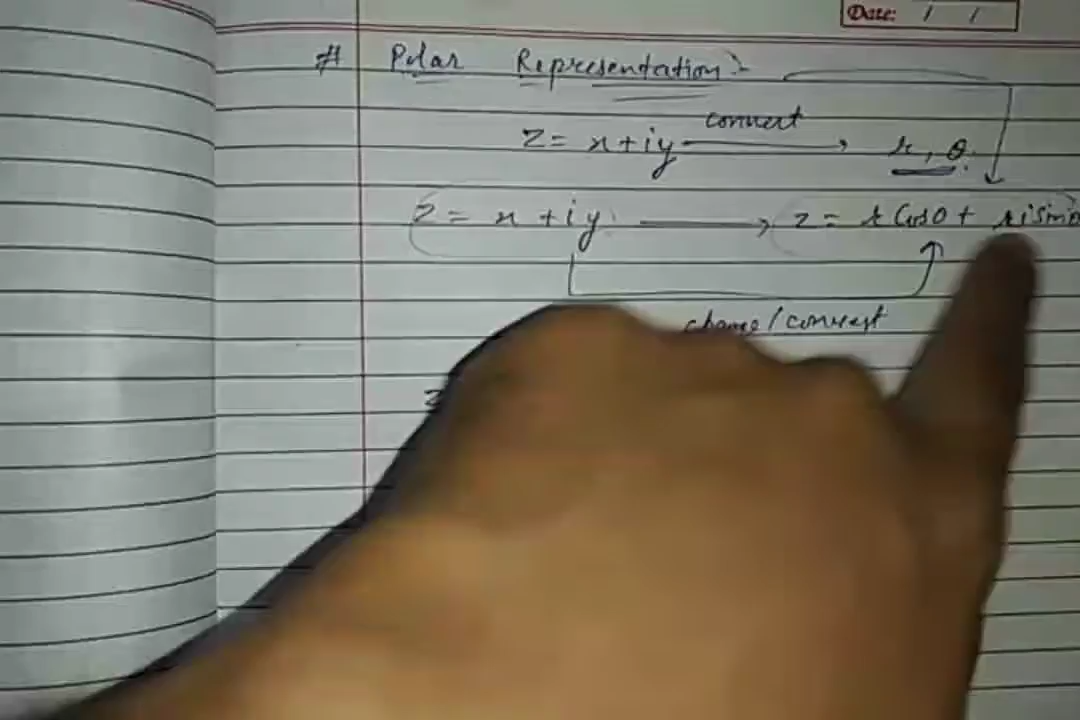 Date: / /
# Polar Representation :-
z = x+iy convert r, θ.
z = x + iy → z = r Cosθ + r i Sinθ
change / convert
z